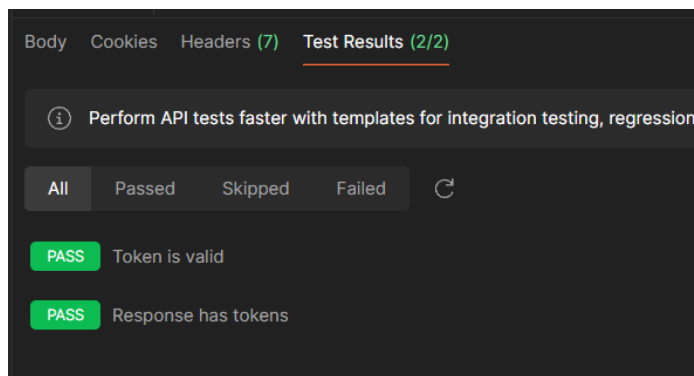 Body Cookies Headers (7) Test Results (2/2)
Perform API tests faster with templates for integration testing, regression
All Passed Skipped Failed
PASS Token is valid
PASS Response has tokens